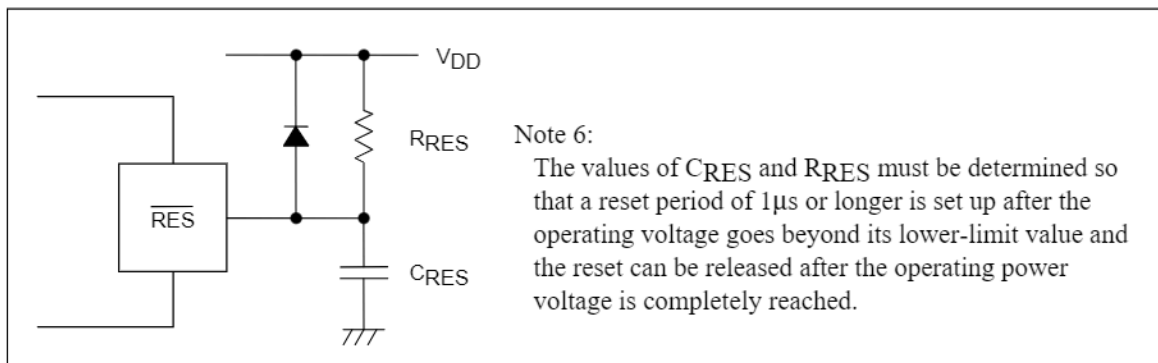 VDD
RRES
RES
CRES
Note 6:
The values of CRES and RRES must be determined so
that a reset period of 1μs or longer is set up after the
operating voltage goes beyond its lower-limit value and
the reset can be released after the operating power
voltage is completely reached.